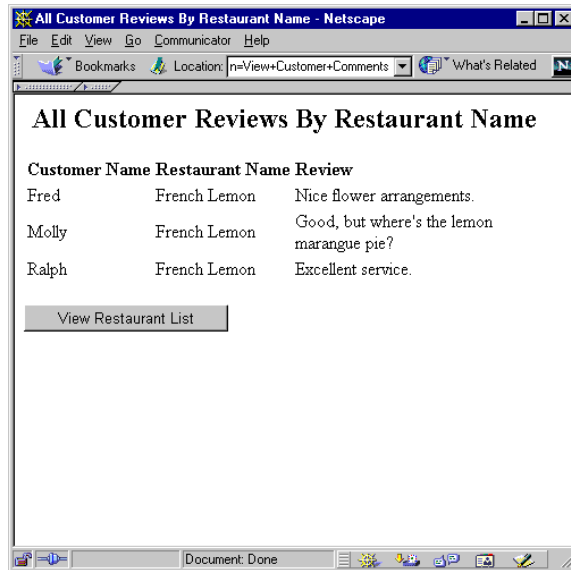 All Customer Reviews By Restaurant Name - Netscape
File Edit View Go Communicator Help
Bookmarks Location: n=View+Customer+Comments What's Related N
All Customer Reviews By Restaurant Name
Customer Name Restaurant Name Review
Fred French Lemon Nice flower arrangements.
Molly French Lemon Good, but where's the lemon
marangue pie?
Ralph French Lemon Excellent service.
View Restaurant List
Document: Done